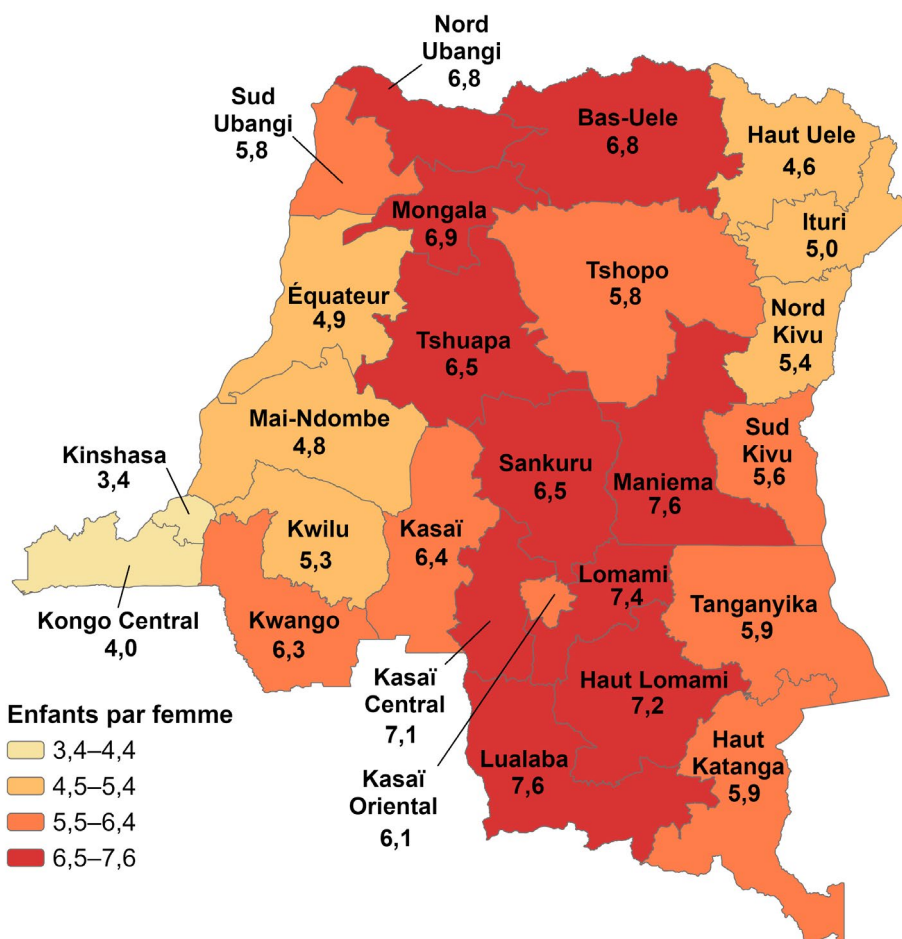 Nord
Ubangi
6,8
Sud
Ubangi
5,8
Bas-Uele
6,8
Haut Uele
4,6
Mongala
6,9
Ituri
5,0
Tshopo
5,8
Équateur
4,9
Nord
Kivu
5,4
Tshuapa
6,5
Mai-Ndombe
4,8
Sud
Kivu
5,6
Kinshasa
3,4
Sankuru
6,5
Maniema
7,6
Kwilu
5,3
Kasaï
6,4
Lomami
7,4
Tanganyika
5,9
Kongo Central
4,0
Kwango
6,3
Kasaï
Central
7,1
Haut Lomami
7,2
Kasaï
Oriental
6,1
Lualaba
7,6
Haut
Katanga
5,9
Enfants par femme
3,4–4,4
4,5–5,4
5,5–6,4
6,5–7,6